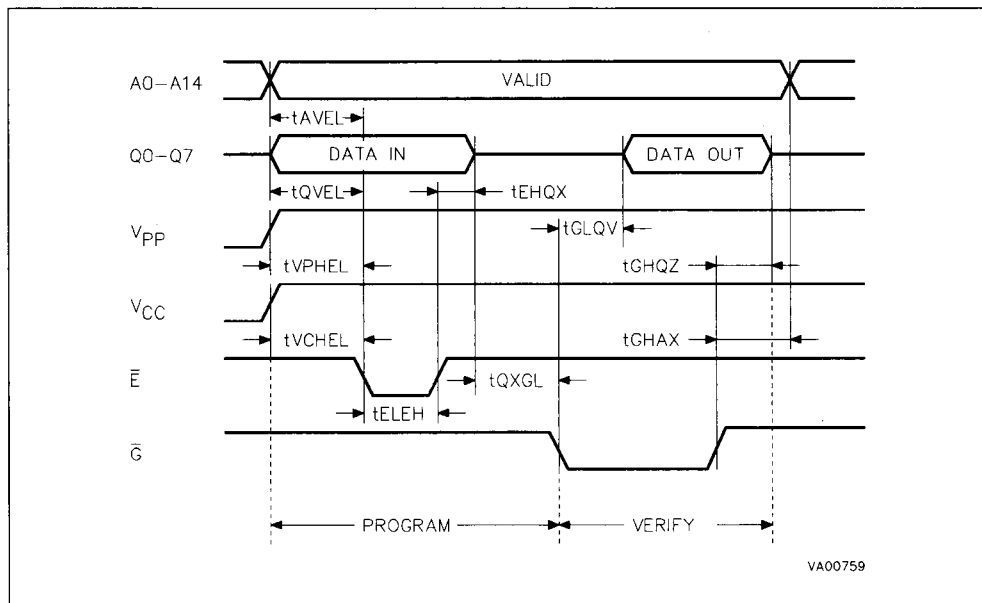 A0–A14
VALID
tAVEL
Q0–Q7
DATA IN
DATA OUT
tQVEL
tEHQX
VPP
tGLQV
tVPHEL
tGHQZ
VCC
tVCHEL
tGHAX
E̅
tQXGL
tELEH
G̅
PROGRAM
VERIFY
VA00759